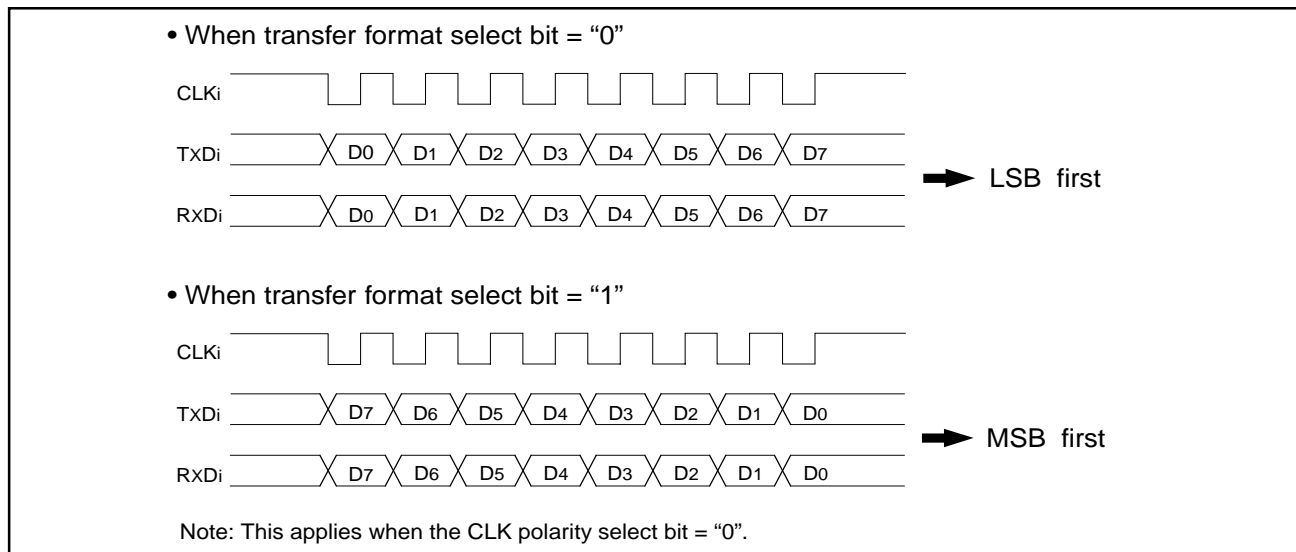 • When transfer format select bit = “0”
CLKi
TXDi D0 D1 D2 D3 D4 D5 D6 D7
RXDi D0 D1 D2 D3 D4 D5 D6 D7
LSB first
• When transfer format select bit = “1”
CLKi
TXDi D7 D6 D5 D4 D3 D2 D1 D0
RXDi D7 D6 D5 D4 D3 D2 D1 D0
MSB first
Note: This applies when the CLK polarity select bit = “0”.